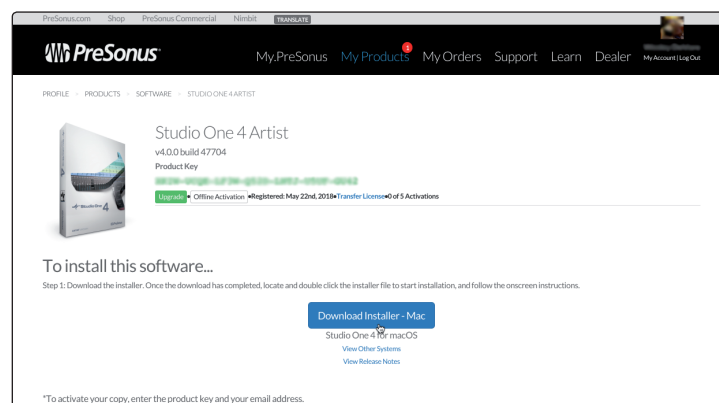 PreSonus.com Shop PreSonus Commercial Nimbit TRANSLATE
PreSonus My.PreSonus My Products 1 My Orders Support Learn Dealer My Account | Log Out
PROFILE > PRODUCTS > SOFTWARE > STUDIO ONE 4 ARTIST
Studio One 4 Artist
v4.0.0 build 47704
Product Key
Upgrade • Offline Activation •Registered: May 22nd, 2018•Transfer License•0 of 5 Activations
Studio One 4
To install this software...
Step 1: Download the installer. Once the download has completed, locate and double click the installer file to start installation, and follow the onscreen instructions.
Download Installer - Mac
Studio One 4 for macOS
View Other Systems
View Release Notes
*To activate your copy, enter the product key and your email address.